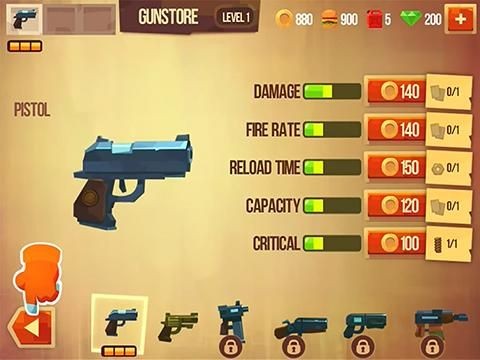 GUNSTORE LEVEL 1 880 900 5 200 +
PISTOL
DAMAGE 140 0/1
FIRE RATE 140 0/1
RELOAD TIME 150 0/1
CAPACITY 120 0/1
CRITICAL 100 1/1